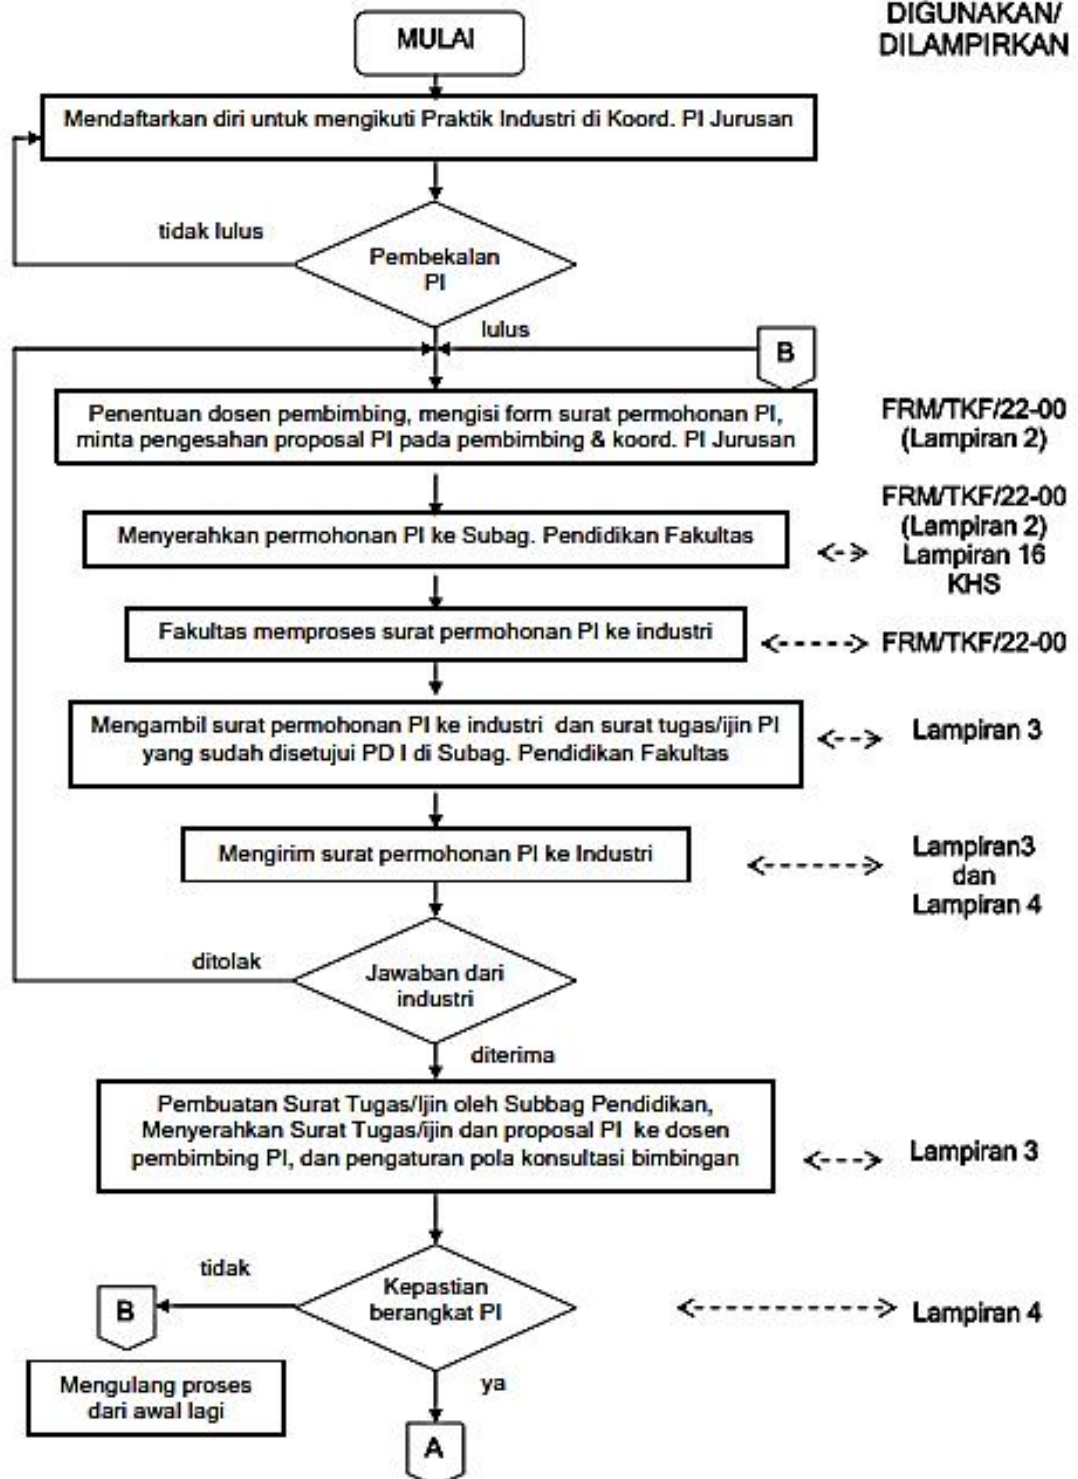 DIGUNAKAN/
DILAMPIRKAN
MULAI
Mendaftarkan diri untuk mengikuti Praktik Industri di Koord. PI Jurusan
tidak lulus
Pembekalan
PI
lulus
B
Penentuan dosen pembimbing, mengisi form surat permohonan PI,
minta pengesahan proposal PI pada pembimbing & koord. PI Jurusan
FRM/TKF/22-00
(Lampiran 2)
Menyerahkan permohonan PI ke Subag. Pendidikan Fakultas
FRM/TKF/22-00
(Lampiran 2)
Lampiran 16
KHS
Fakultas memproses surat permohonan PI ke industri
FRM/TKF/22-00
Mengambil surat permohonan PI ke industri dan surat tugas/ijin PI
yang sudah disetujui PD I di Subag. Pendidikan Fakultas
Lampiran 3
Mengirim surat permohonan PI ke Industri
Lampiran3
dan
Lampiran 4
ditolak
Jawaban dari
industri
diterima
Pembuatan Surat Tugas/Ijin oleh Subbag Pendidikan,
Menyerahkan Surat Tugas/ijin dan proposal PI ke dosen
pembimbing PI, dan pengaturan pola konsultasi bimbingan
Lampiran 3
tidak
Kepastian
berangkat PI
B
Lampiran 4
Mengulang proses
dari awal lagi
ya
A